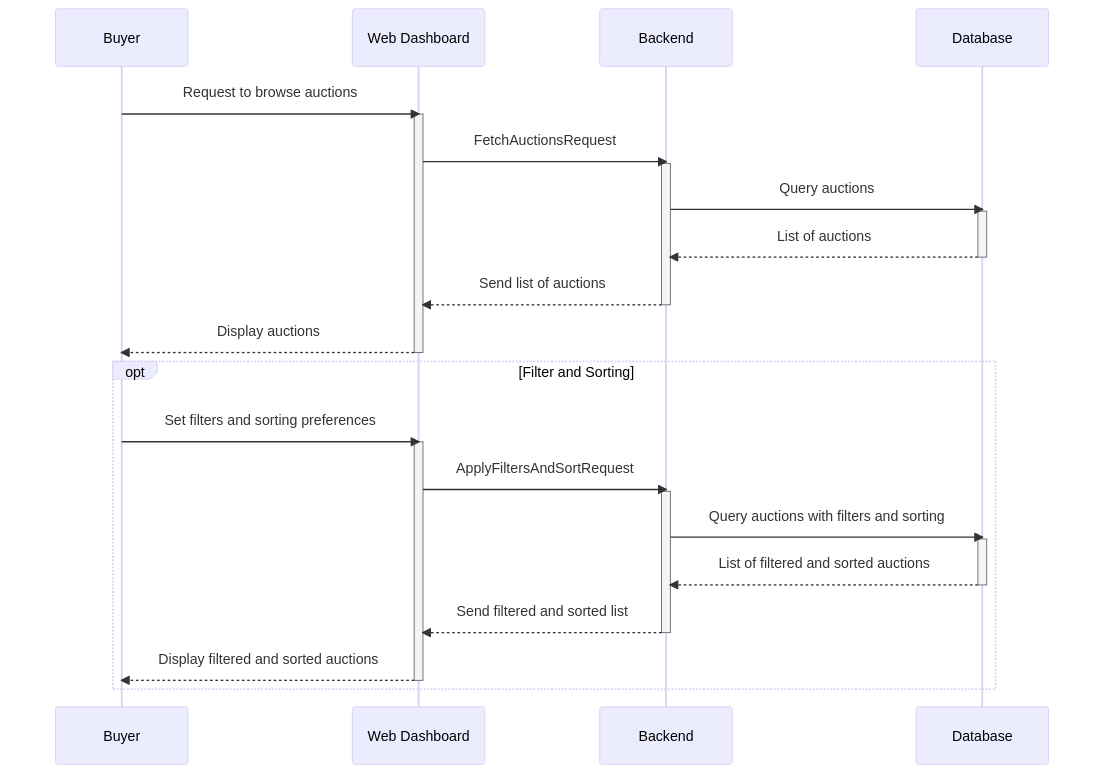 Buyer
Web Dashboard
Backend
Database
Request to browse auctions
FetchAuctionsRequest
Query auctions
List of auctions
Send list of auctions
Display auctions
opt
[Filter and Sorting]
Set filters and sorting preferences
ApplyFiltersAndSortRequest
Query auctions with filters and sorting
List of filtered and sorted auctions
Send filtered and sorted list
Display filtered and sorted auctions
Buyer
Web Dashboard
Backend
Database